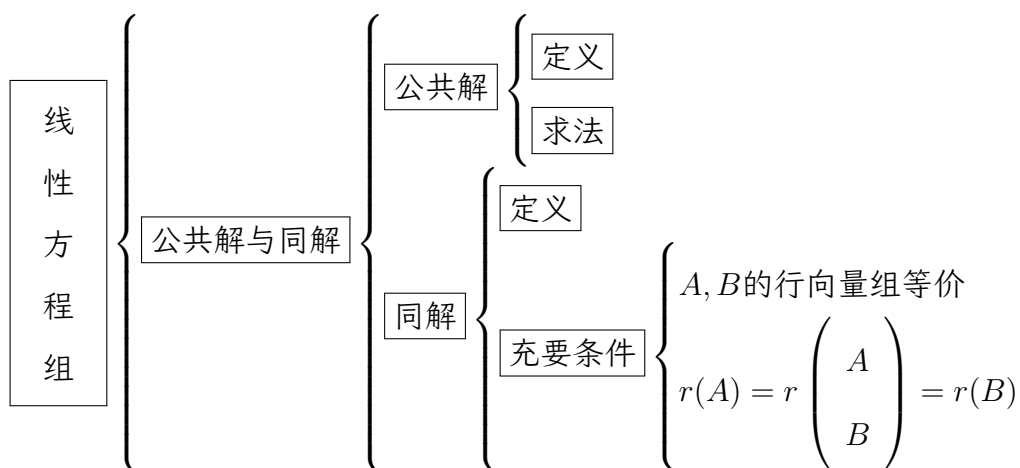 线性方程组
公共解与同解
公共解
定义
求法
同解
定义
充要条件
A, B的行向量组等价
r(A) = r(A B) = r(B)